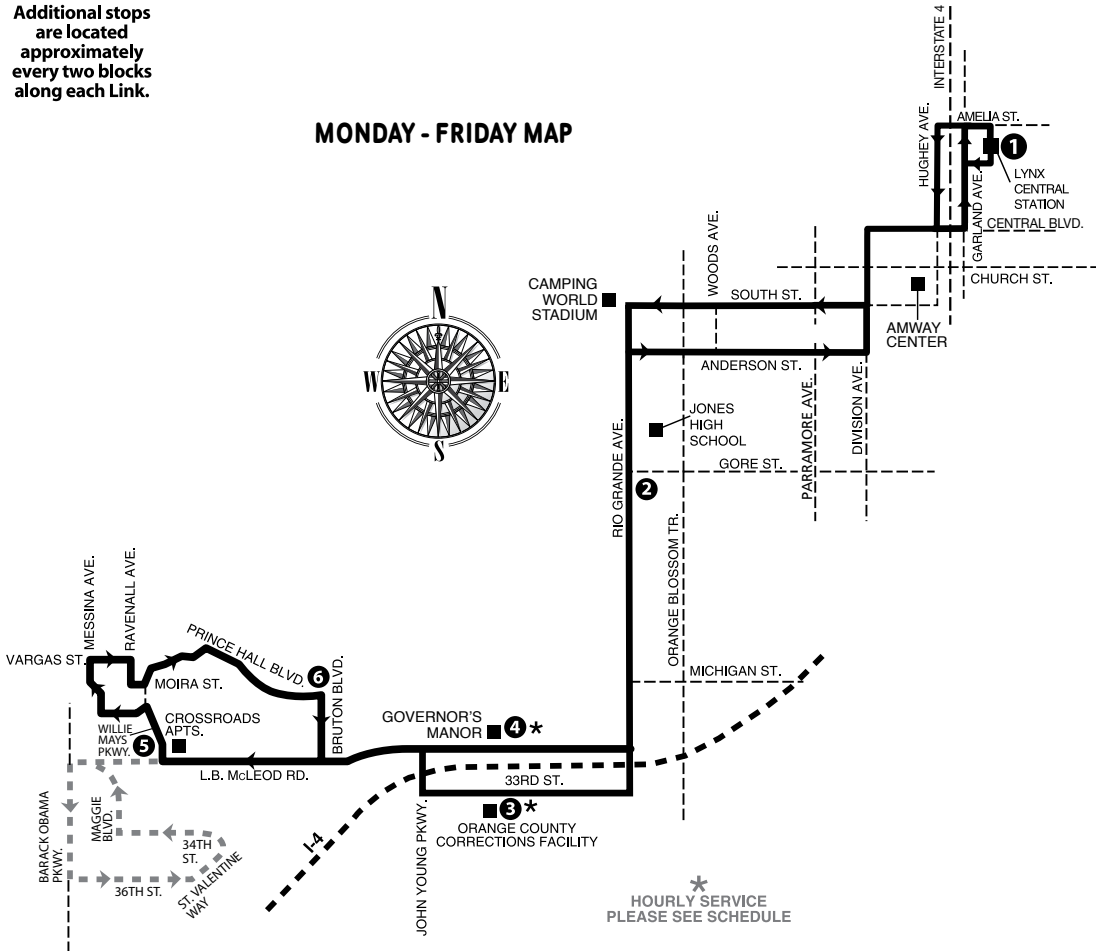 Additional stops
are located
approximately
every two blocks
along each Link.
MONDAY - FRIDAY MAP
INTERSTATE 4
HUGHEY AVE.
AMELIA ST.
1
LYNX
CENTRAL
STATION
GARLAND AVE.
CENTRAL BLVD.
CHURCH ST.
WOODS AVE.
CAMPING
WORLD
STADIUM
SOUTH ST.
AMWAY
CENTER
ANDERSON ST.
N
W
E
S
JONES
HIGH
SCHOOL
PARRAMORE AVE.
DIVISION AVE.
GORE ST.
RIO GRANDE AVE.
2
ORANGE BLOSSOM TR.
MICHIGAN ST.
MESSINA AVE.
RAVENALL AVE.
VARGAS ST.
MOIRA ST.
PRINCE HALL BLVD.
6
BRUTON BLVD.
CROSSROADS
APTS.
WILLIE
MAYS
PKWY.
5
GOVERNOR'S
MANOR
4*
L.B. McLEOD RD.
33RD ST.
3*
ORANGE COUNTY
CORRECTIONS FACILITY
JOHN YOUNG PKWY.
I-4
BARACK OBAMA
PKWY.
MAGGIE
BLVD.
34TH
ST.
36TH ST.
ST. VALENTINE
WAY
*
HOURLY SERVICE
PLEASE SEE SCHEDULE